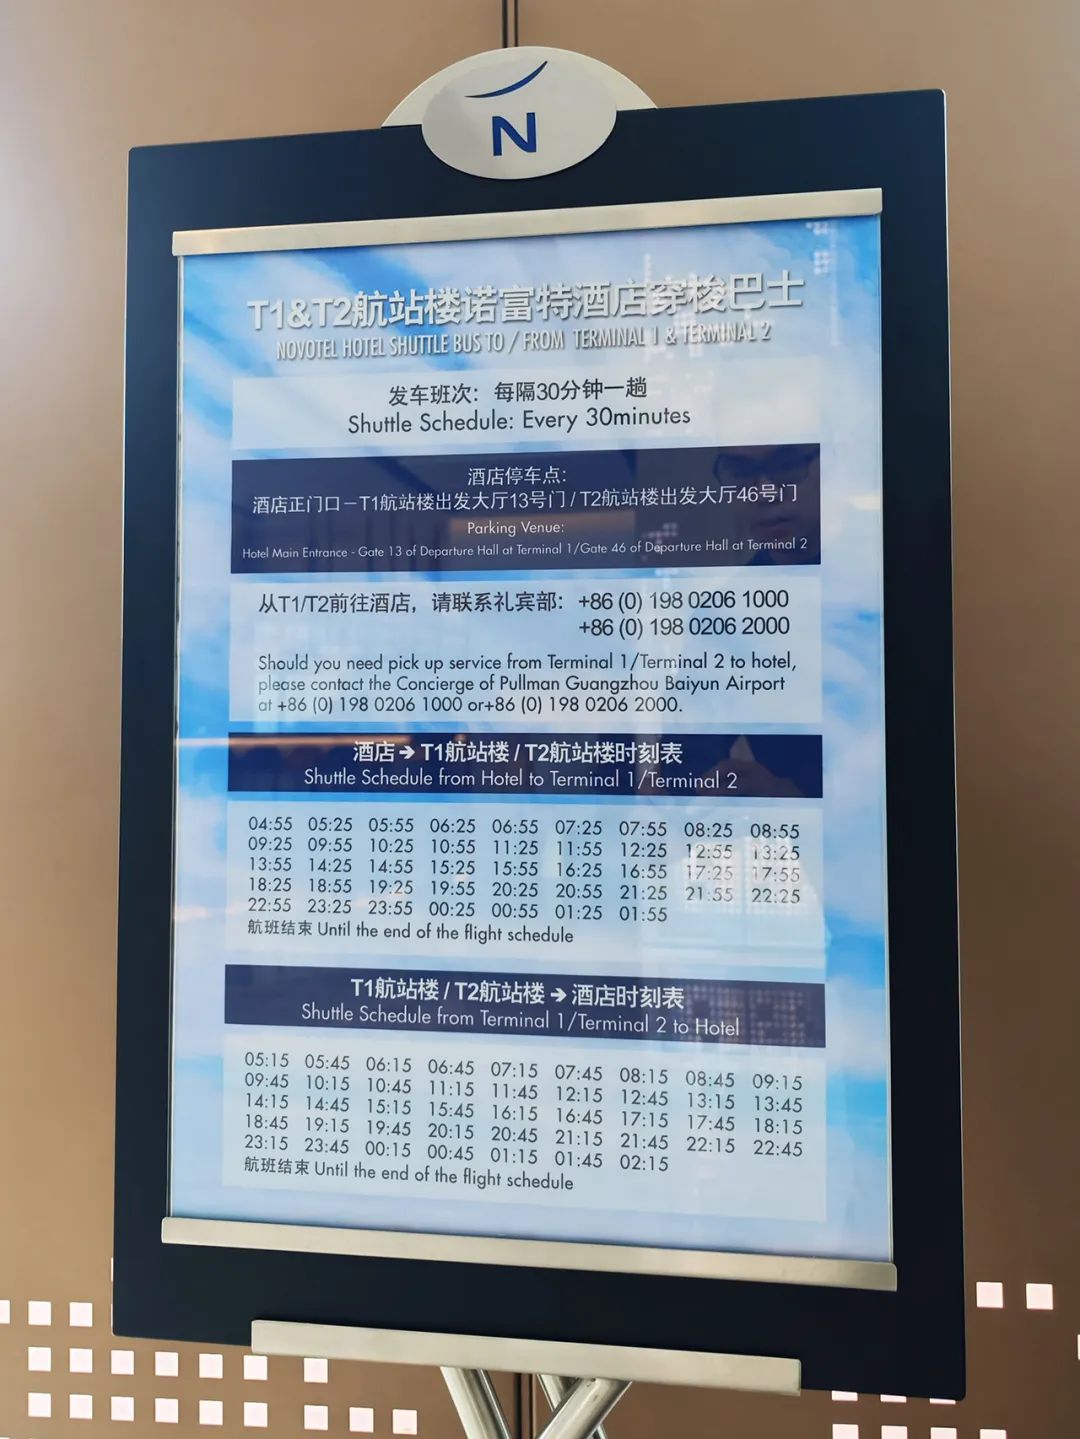 N
T1&T2航站楼诺富特酒店穿梭巴士
NOVOTEL HOTEL SHUTTLE BUS TO / FROM TERMINAL 1 & TERMINAL 2
发车班次：每隔30分钟一趟
Shuttle Schedule: Every 30minutes
酒店停车点:
酒店正门口－T1航站楼出发大厅13号门 / T2航站楼出发大厅46号门
Parking Venue:
Hotel Main Entrance - Gate 13 of Departure Hall at Terminal 1/Gate 46 of Departure Hall at Terminal 2
从T1/T2前往酒店，请联系礼宾部：+86 (0) 198 0206 1000
+86 (0) 198 0206 2000
Should you need pick up service from Terminal 1/Terminal 2 to hotel,
please contact the Concierge of Pullman Guangzhou Baiyun Airport
at +86 (0) 198 0206 1000 or+86 (0) 198 0206 2000.
酒店➔T1航站楼 / T2航站楼时刻表
Shuttle Schedule from Hotel to Terminal 1/Terminal 2
04:55 05:25 05:55 06:25 06:55 07:25 07:55 08:25 08:55
09:25 09:55 10:25 10:55 11:25 11:55 12:25 12:55 13:25
13:55 14:25 14:55 15:25 15:55 16:25 16:55 17:25 17:55
18:25 18:55 19:25 19:55 20:25 20:55 21:25 21:55 22:25
22:55 23:25 23:55 00:25 00:55 01:25 01:55
航班结束 Until the end of the flight schedule
T1航站楼 / T2航站楼➔酒店时刻表
Shuttle Schedule from Terminal 1/Terminal 2 to Hotel
05:15 05:45 06:15 06:45 07:15 07:45 08:15 08:45 09:15
09:45 10:15 10:45 11:15 11:45 12:15 12:45 13:15 13:45
14:15 14:45 15:15 15:45 16:15 16:45 17:15 17:45 18:15
18:45 19:15 19:45 20:15 20:45 21:15 21:45 22:15 22:45
23:15 23:45 00:15 00:45 01:15 01:45 02:15
航班结束 Until the end of the flight schedule